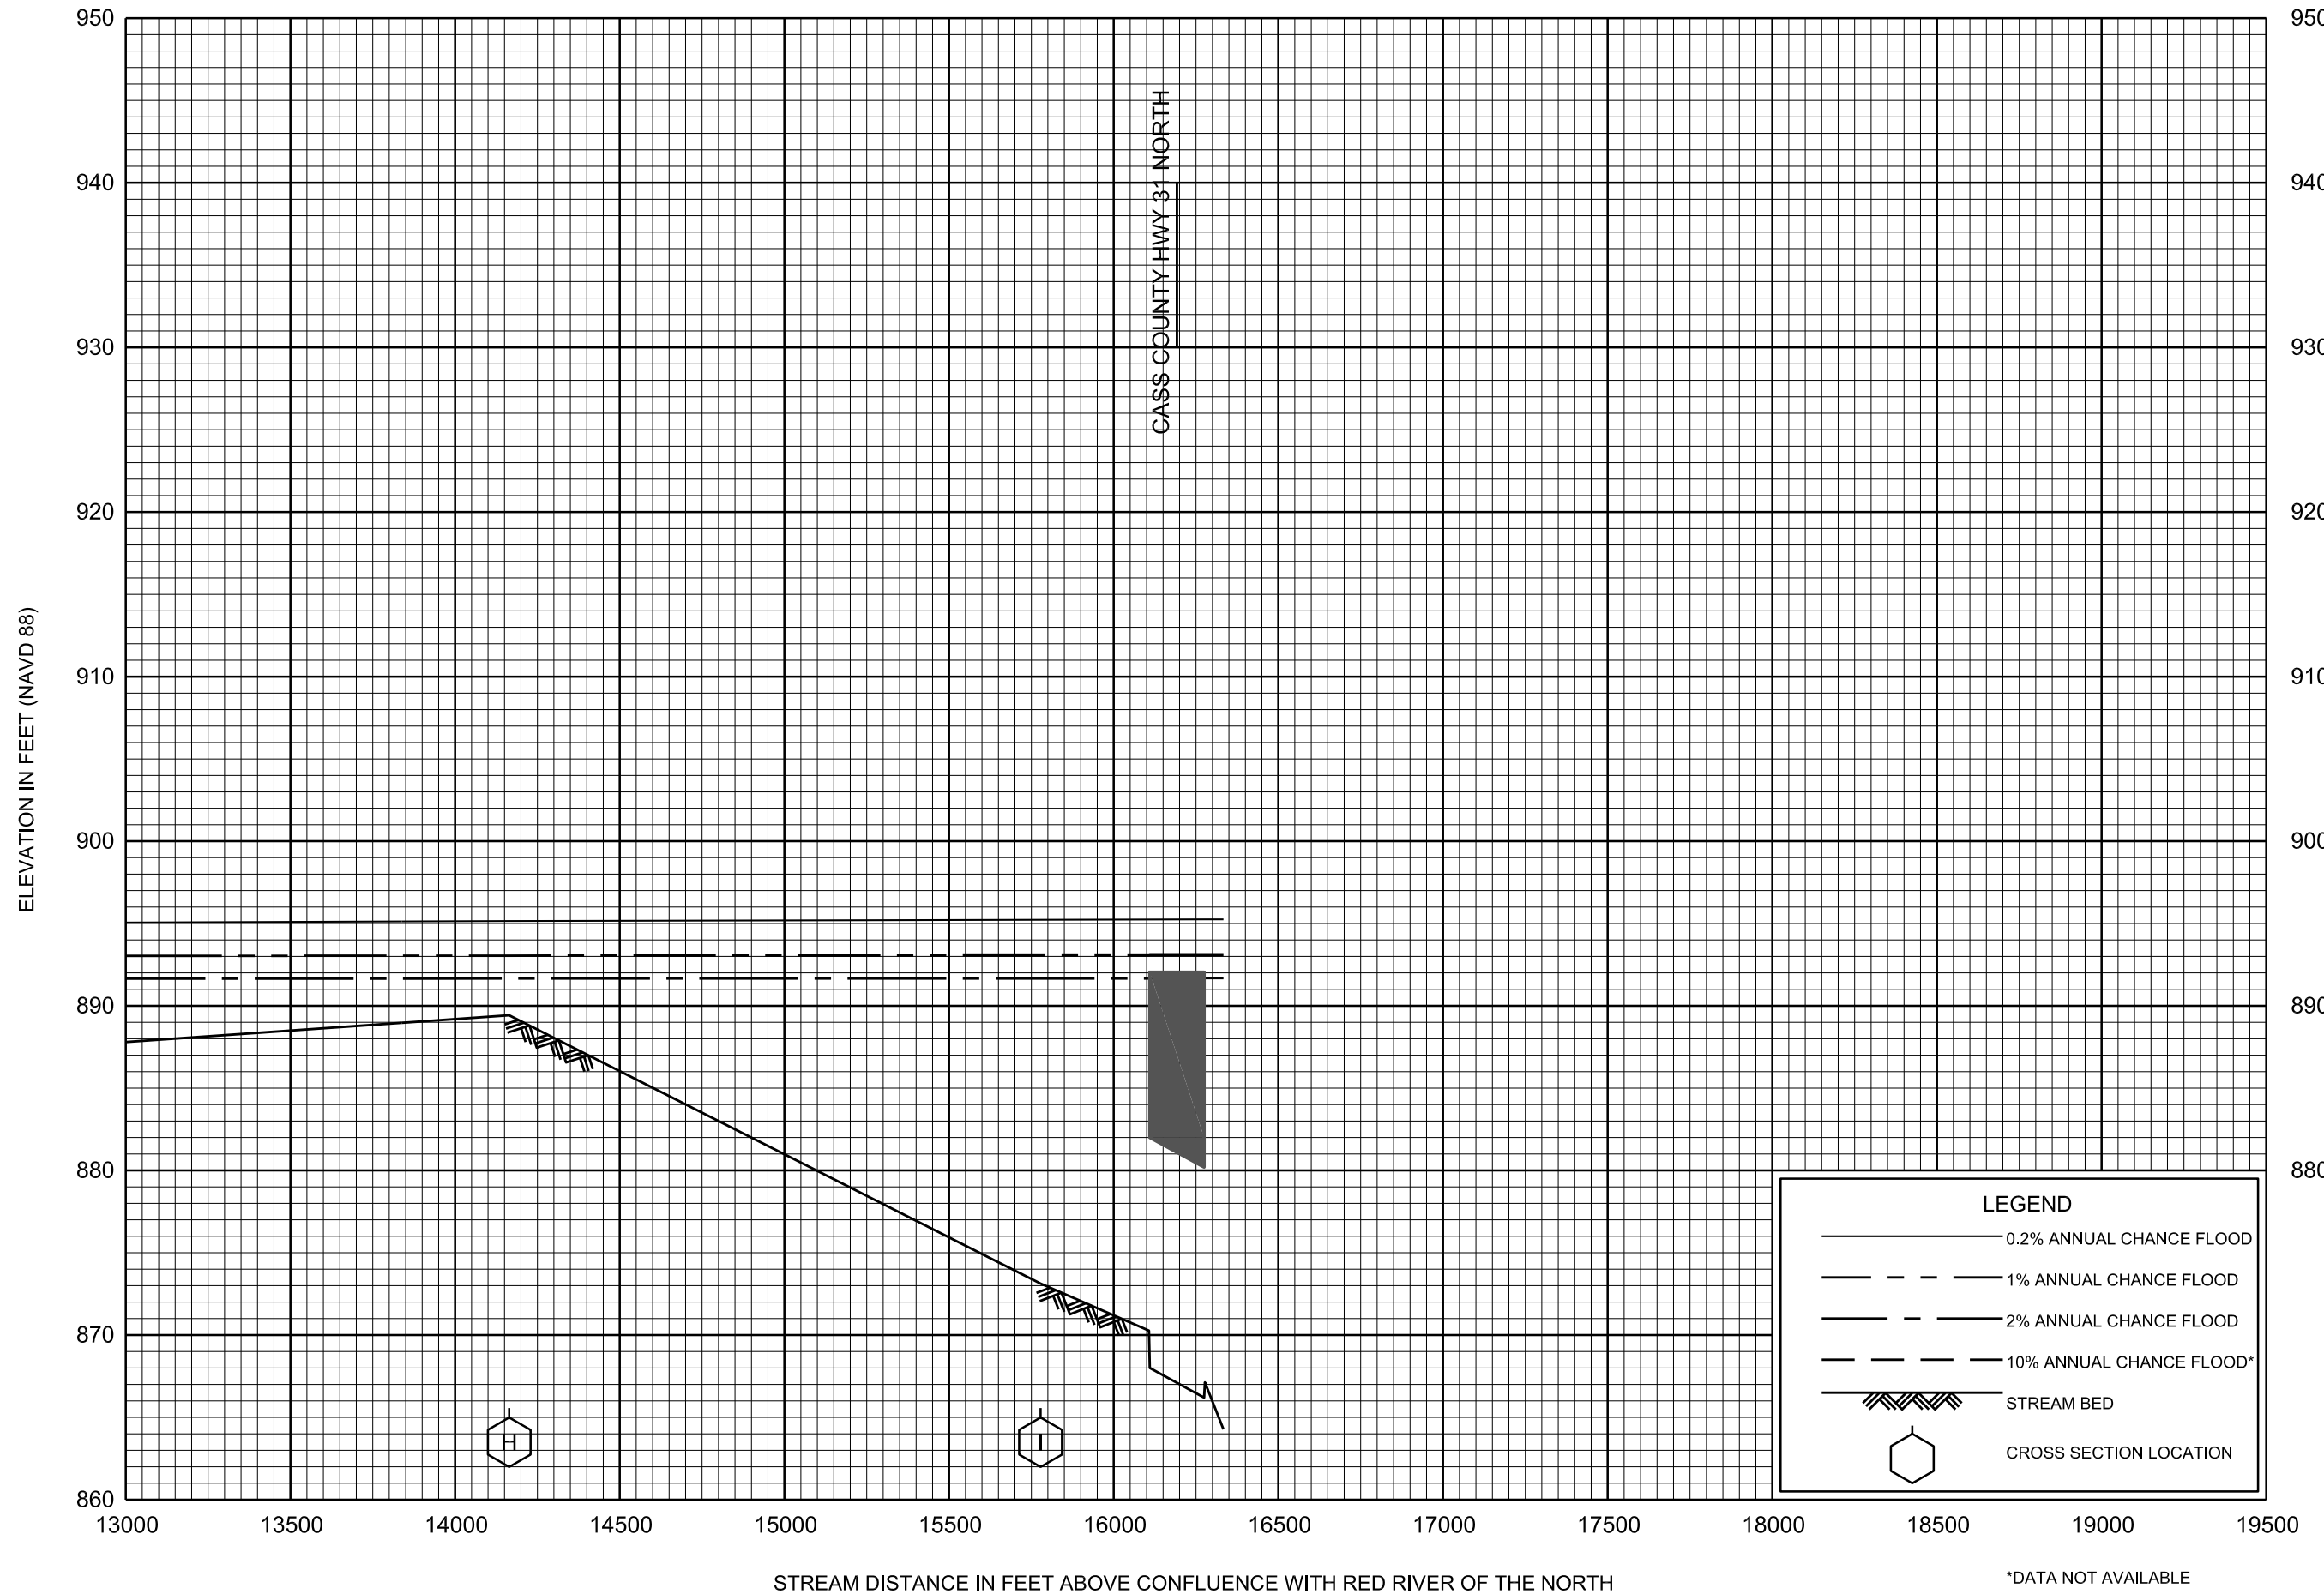 950
950
940
940
930
930
920
920
910
910
900
900
890
890
880
880
870
860
ELEVATION IN FEET (NAVD 88)
CASS COUNTY HWY 31 NORTH
H
I
LEGEND
0.2% ANNUAL CHANCE FLOOD
1% ANNUAL CHANCE FLOOD
2% ANNUAL CHANCE FLOOD
10% ANNUAL CHANCE FLOOD*
STREAM BED
CROSS SECTION LOCATION
13000 13500 14000 14500 15000 15500 16000 16500 17000 17500 18000 18500 19000 19500
STREAM DISTANCE IN FEET ABOVE CONFLUENCE WITH RED RIVER OF THE NORTH
*DATA NOT AVAILABLE